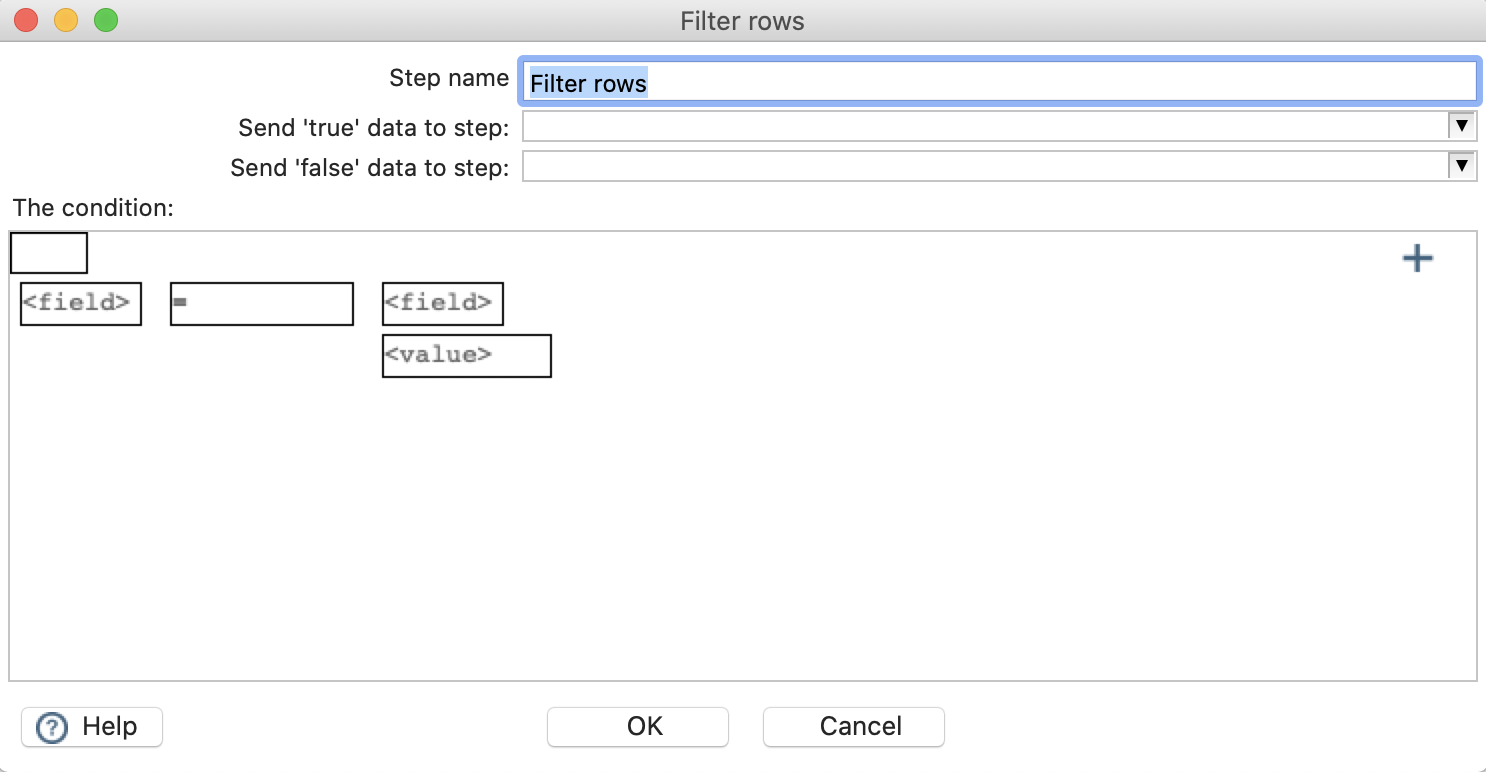 Filter rows
Step name Filter rows
Send 'true' data to step: ▼
Send 'false' data to step: ▼
The condition:
+
<field> = <field>
<value>
? Help OK Cancel